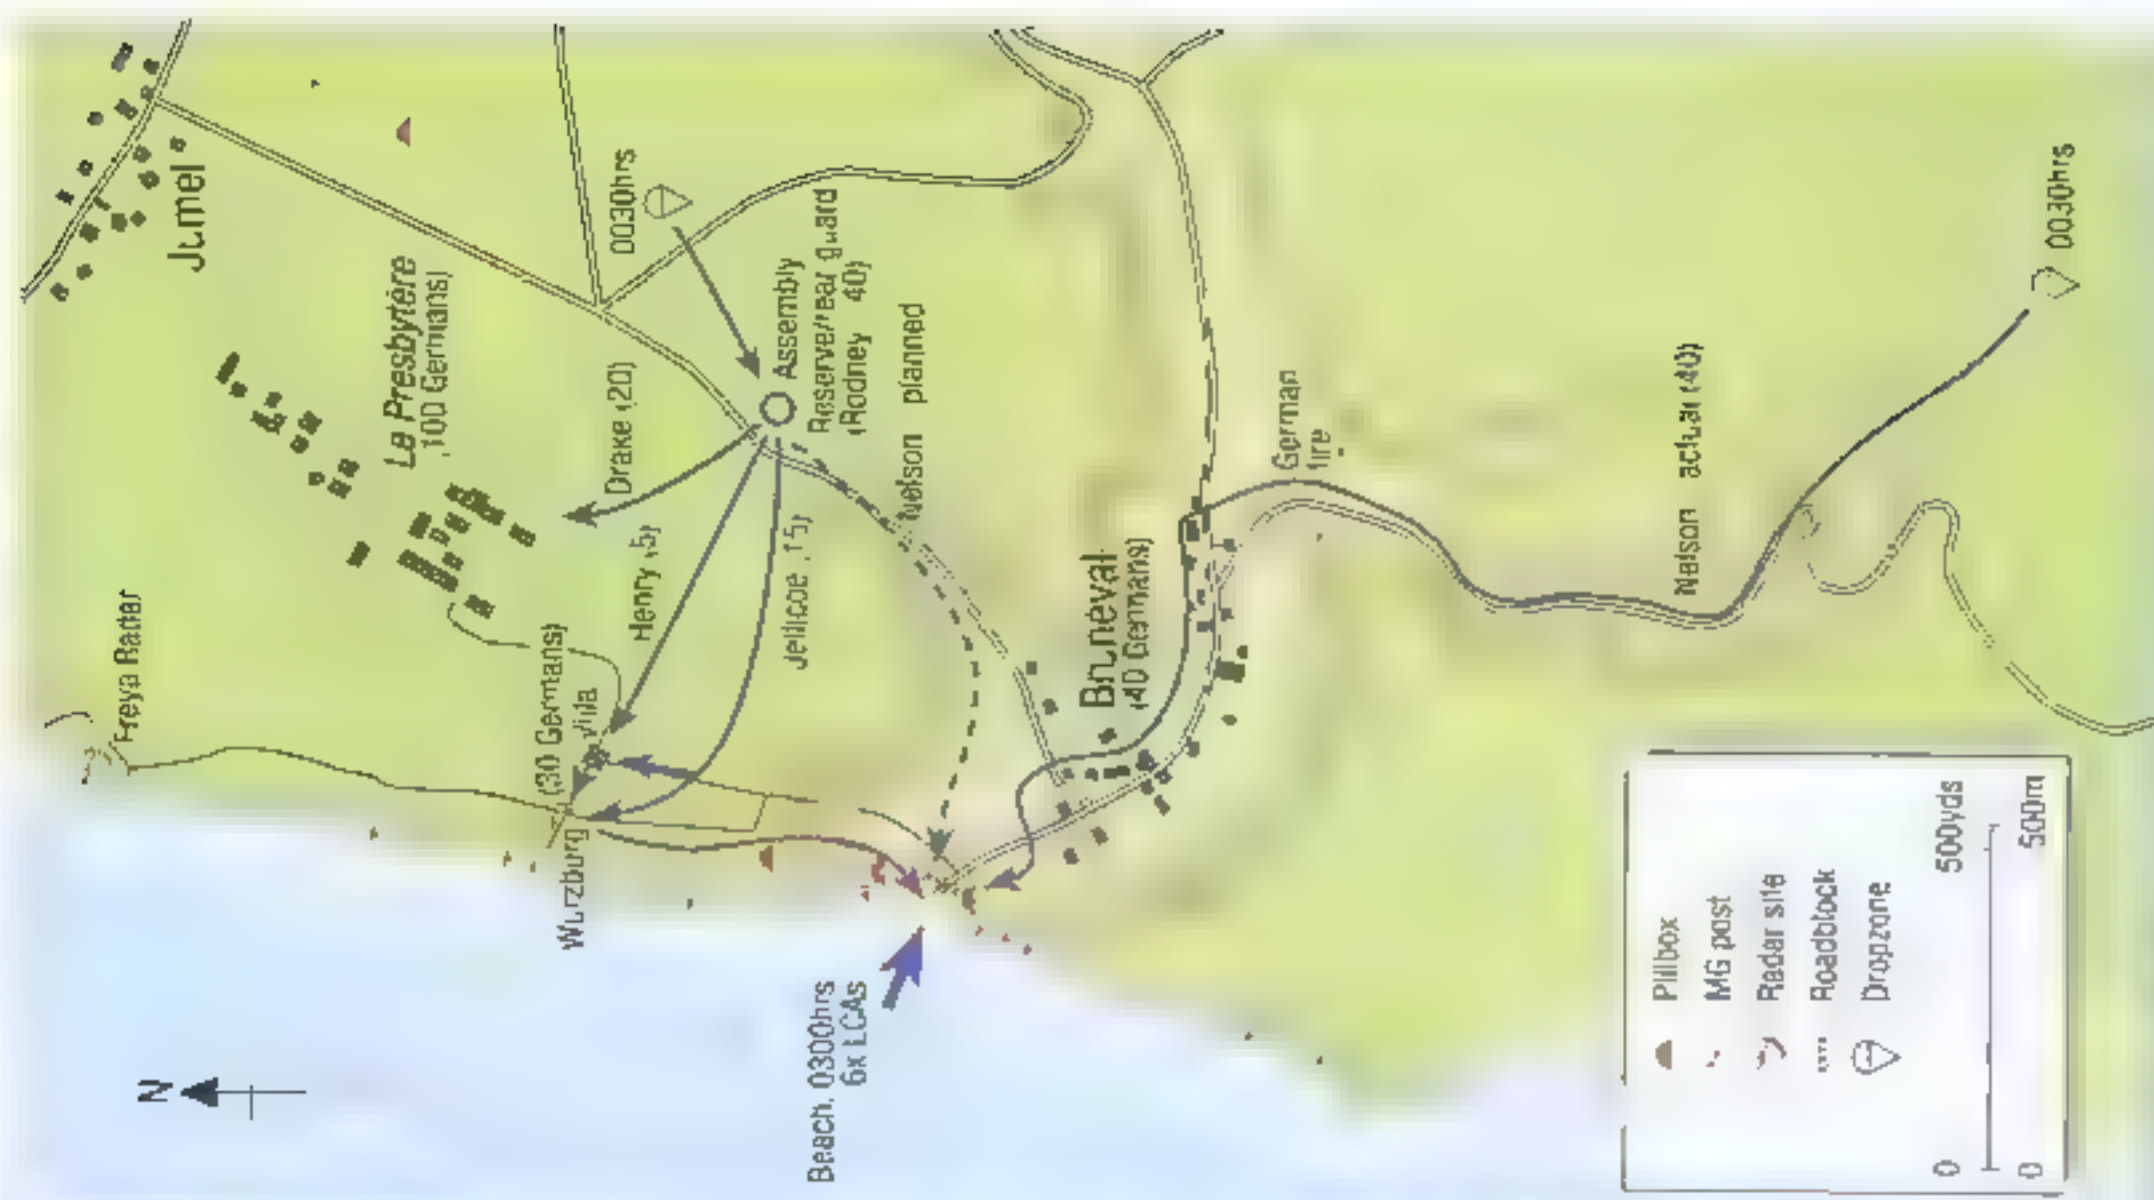 N
Freya Radar
Jumel
La Presbytère
(100 Germans)
(30 Germans)
Villa
Wurzburg
Henry (5)
Drake (20)
Jellicoe (15)
0030hrs
Assembly
Reserve/rear guard
(Rodney 40)
Nelson planned
Beach, 0300hrs
6x LCAs
Bruneval
(40 Germans)
German
fire
Nelson actual (40)
0030hrs
Pillbox
MG post
Radar site
Roadblock
Dropzone
0 500yds
0 500m